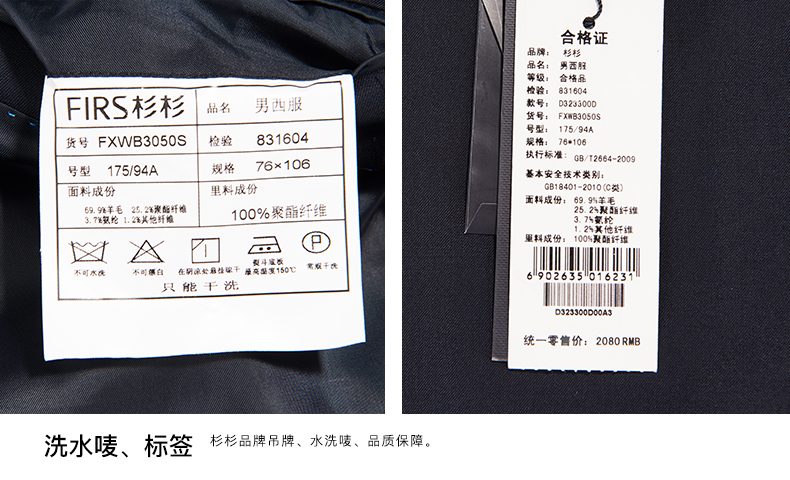 FIRS杉杉 品名 男西服
货号 FXWB3050S 检验 831604
号型 175/94A 规格 76×106
面料成份 里料成份
69.9%羊毛 25.2%聚酯纤维
3.7%氨纶 1.2%其他纤维
100%聚酯纤维
不可水洗 不可漂白 在阴凉处悬挂晾干 熨斗底板最高温度150℃ 常规干洗
P
只能干洗
合格证
品牌: 杉杉
品名: 男西服
等级: 合格品
检验: 831604
款号: D323300D
货号: FXWB3050S
号型: 175/94A
规格: 76*106
执行标准: GB/T2664-2009
基本安全技术类别:
GB18401-2010(C类)
面料成份: 69.9%羊毛
25.2%聚酯纤维
3.7%氨纶
1.2%其他纤维
里料成份: 100%聚酯纤维
6 902635 016231
D323300D00A3
统一零售价: 2080RMB
洗水唛、标签 杉杉品牌吊牌、水洗唛、品质保障。